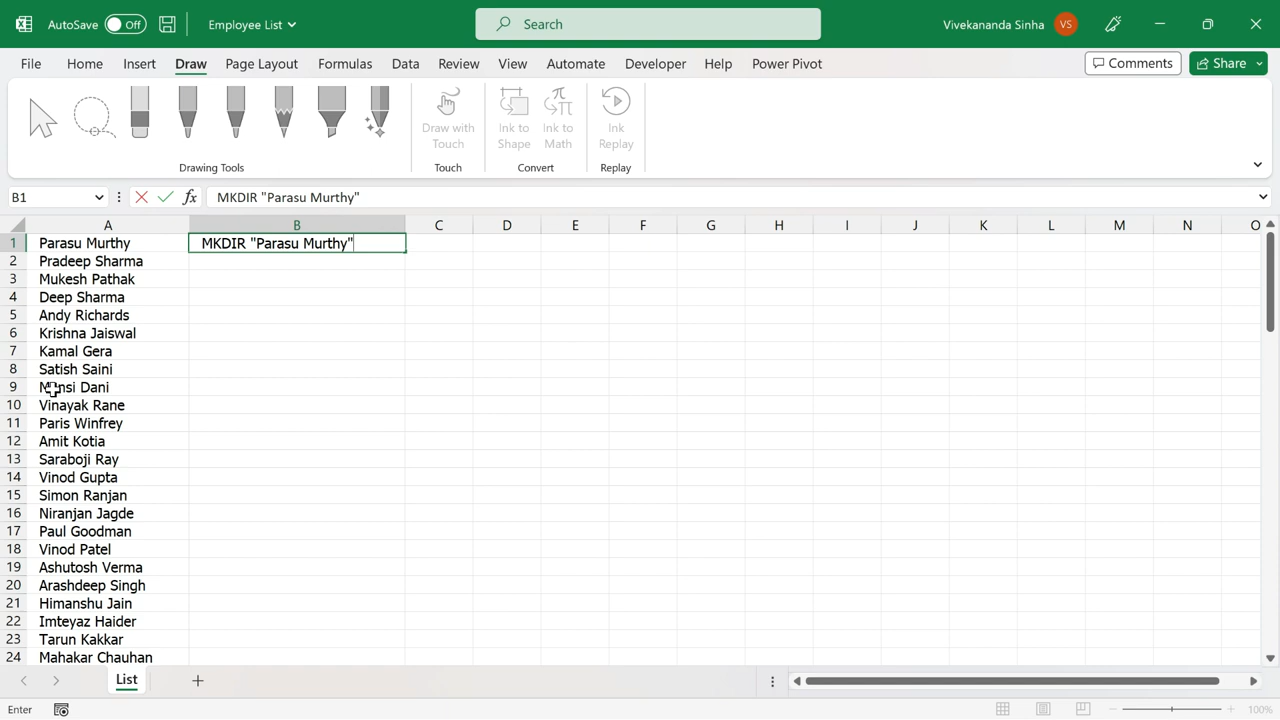 AutoSave Off Employee List Search Vivekananda Sinha VS
File Home Insert Draw Page Layout Formulas Data Review View Automate Developer Help Power Pivot Comments Share
Draw with Touch Ink to Shape Ink to Math Ink Replay
Drawing Tools Touch Convert Replay
B1 fx MKDIR "Parasu Murthy"
A B C D E F G H I J K L M N O
1 Parasu Murthy MKDIR "Parasu Murthy"
2 Pradeep Sharma
3 Mukesh Pathak
4 Deep Sharma
5 Andy Richards
6 Krishna Jaiswal
7 Kamal Gera
8 Satish Saini
9 Dani
10 Vinayak Rane
11 Paris Winfrey
12 Amit Kotia
13 Saraboji Ray
14 Vinod Gupta
15 Simon Ranjan
16 Niranjan Jagde
17 Paul Goodman
18 Vinod Patel
19 Ashutosh Verma
20 Arashdeep Singh
21 Himanshu Jain
22 Imteyaz Haider
23 Tarun Kakkar
24 Mahakar Chauhan
List
Enter 100%